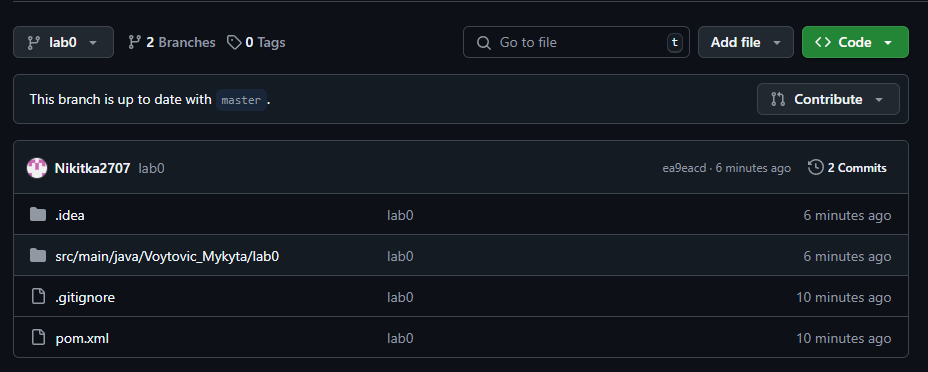 lab0 2 Branches 0 Tags Go to file t Add file Code
This branch is up to date with master . Contribute
Nikitka2707 lab0 ea9eacd · 6 minutes ago 2 Commits
.idea lab0 6 minutes ago
src/main/java/Voytovic_Mykyta/lab0 lab0 6 minutes ago
.gitignore lab0 10 minutes ago
pom.xml lab0 10 minutes ago